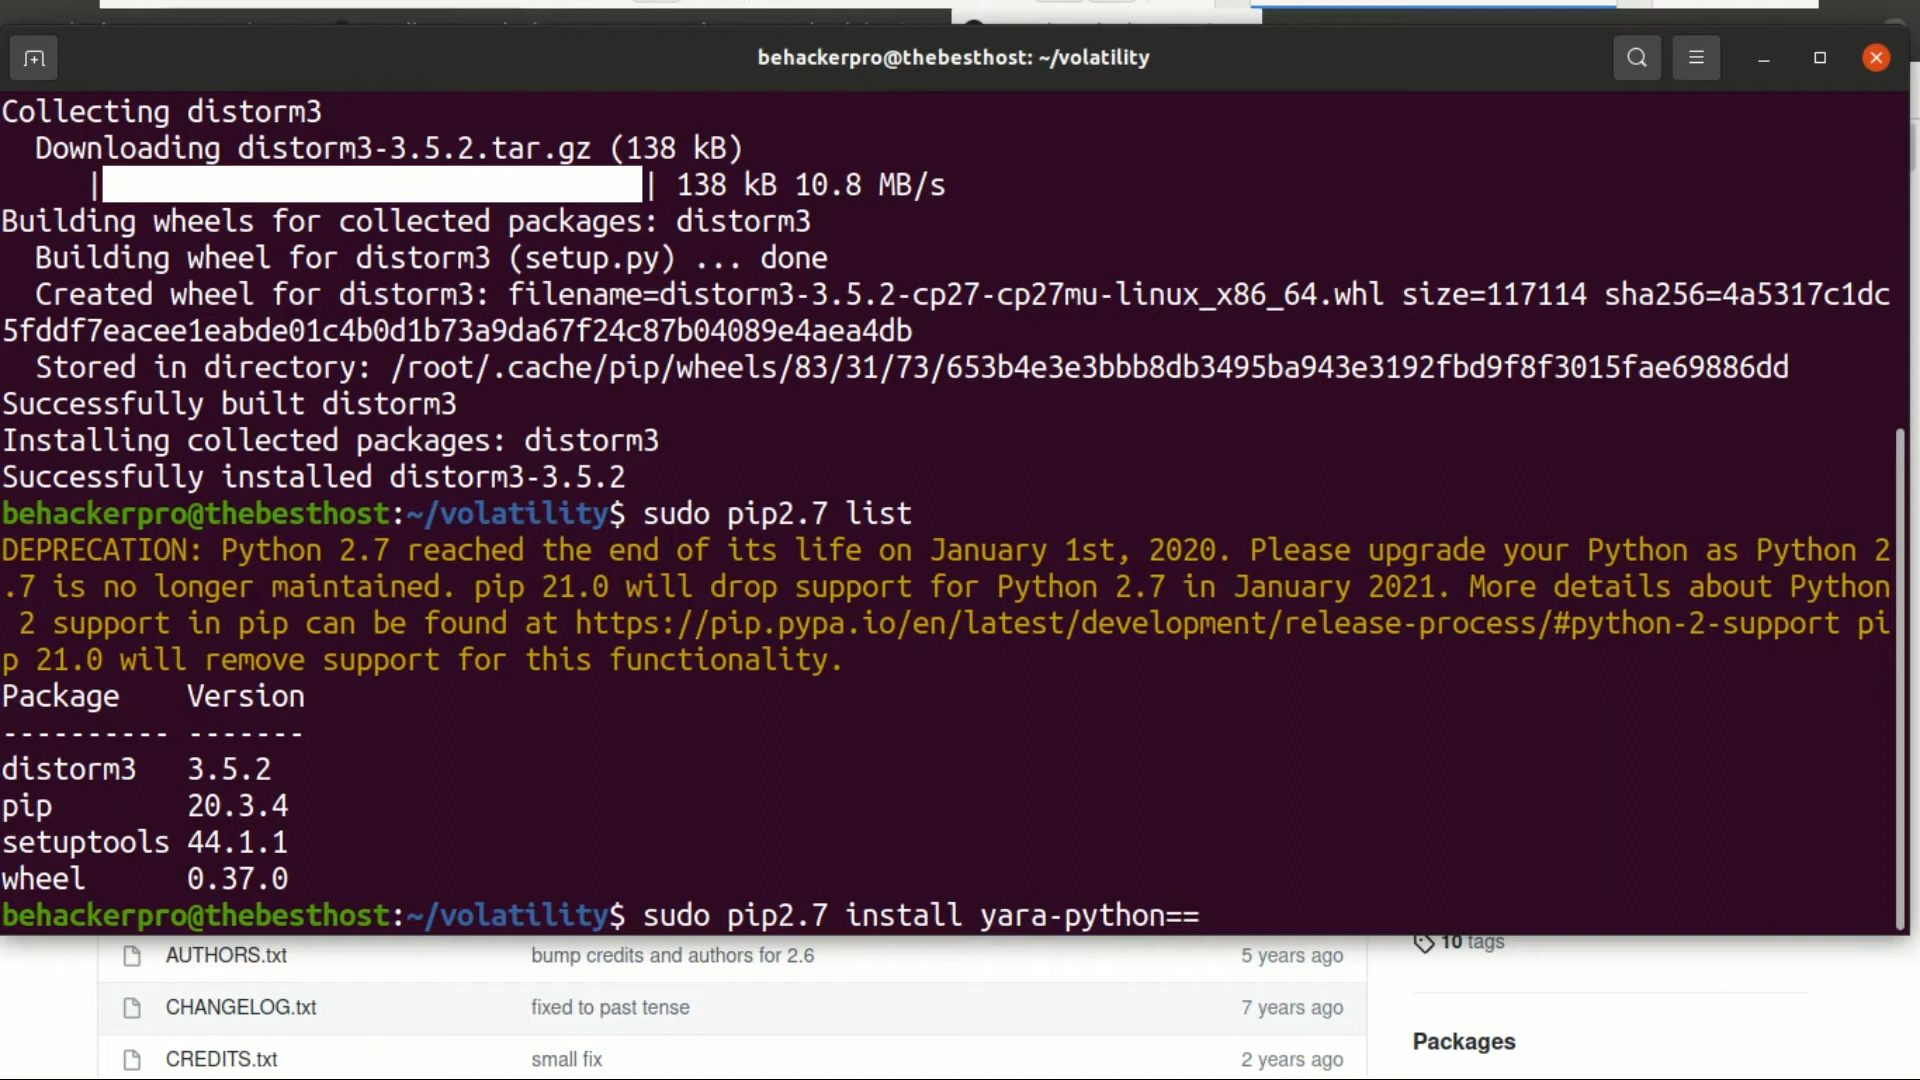 behackerpro@thebesthost: ~/volatility
Collecting distorm3
Downloading distorm3-3.5.2.tar.gz (138 kB)
| | 138 kB 10.8 MB/s
Building wheels for collected packages: distorm3
Building wheel for distorm3 (setup.py) ... done
Created wheel for distorm3: filename=distorm3-3.5.2-cp27-cp27mu-linux_x86_64.whl size=117114 sha256=4a5317c1dc
5fddf7eacee1eabde01c4b0d1b73a9da67f24c87b04089e4aea4db
Stored in directory: /root/.cache/pip/wheels/83/31/73/653b4e3e3bbb8db3495ba943e3192fbd9f8f3015fae69886dd
Successfully built distorm3
Installing collected packages: distorm3
Successfully installed distorm3-3.5.2
behackerpro@thebesthost:~/volatility$ sudo pip2.7 list
DEPRECATION: Python 2.7 reached the end of its life on January 1st, 2020. Please upgrade your Python as Python 2
.7 is no longer maintained. pip 21.0 will drop support for Python 2.7 in January 2021. More details about Python
2 support in pip can be found at https://pip.pypa.io/en/latest/development/release-process/#python-2-support pi
p 21.0 will remove support for this functionality.
Package Version
---------- -------
distorm3 3.5.2
pip 20.3.4
setuptools 44.1.1
wheel 0.37.0
behackerpro@thebesthost:~/volatility$ sudo pip2.7 install yara-python==
AUTHORS.txt bump credits and authors for 2.6 5 years ago
10 tags
CHANGELOG.txt fixed to past tense 7 years ago
Packages
CREDITS.txt small fix 2 years ago